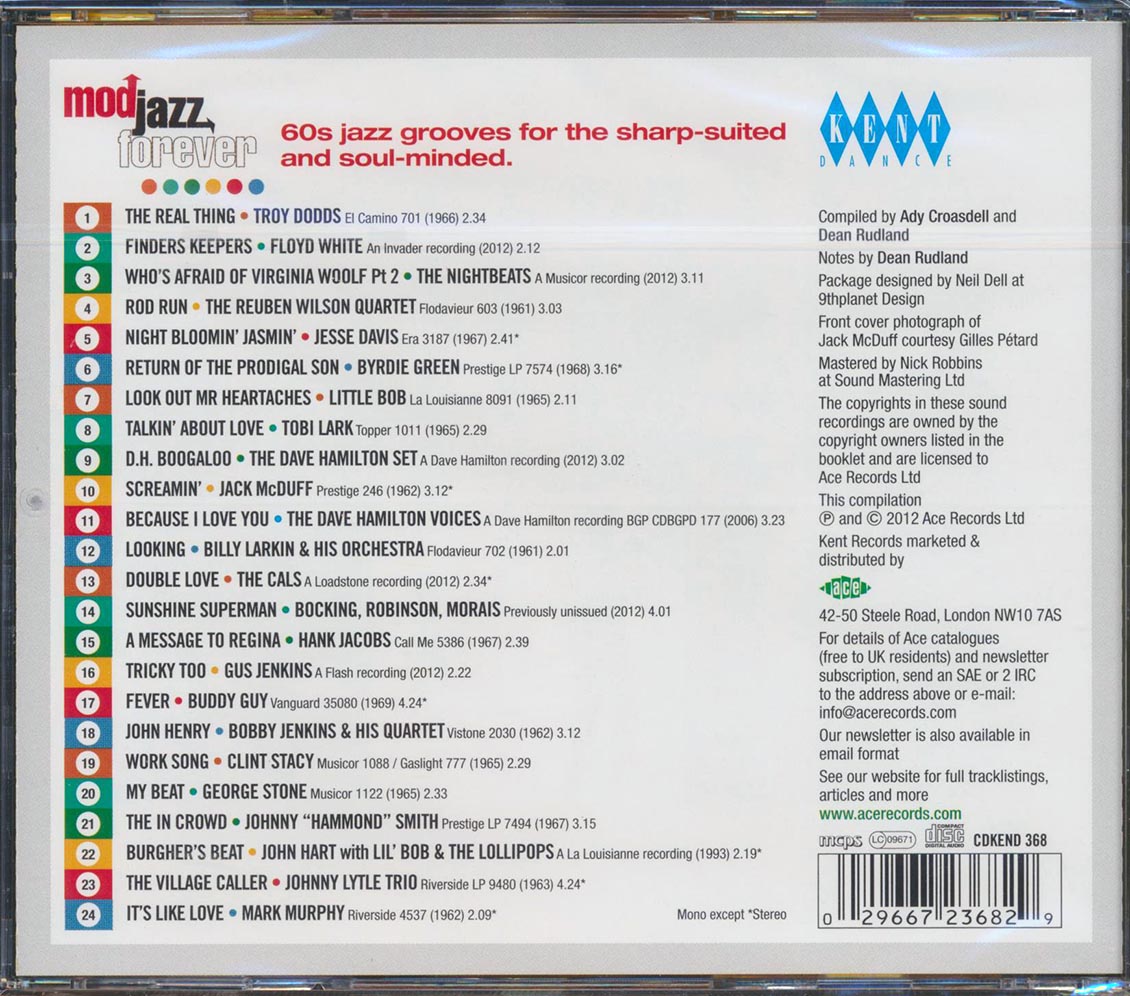 modjazz
forever
60s jazz grooves for the sharp-suited
and soul-minded.
KENT
DANCE
1 THE REAL THING • TROY DODDS El Camino 701 (1966) 2.34
2 FINDERS KEEPERS • FLOYD WHITE An Invader recording (2012) 2.12
3 WHO'S AFRAID OF VIRGINIA WOOLF Pt 2 • THE NIGHTBEATS A Musicor recording (2012) 3.11
4 ROD RUN • THE REUBEN WILSON QUARTET Flodavieur 603 (1961) 3.03
5 NIGHT BLOOMIN' JASMIN' • JESSE DAVIS Era 3187 (1967) 2.41*
6 RETURN OF THE PRODIGAL SON • BYRDIE GREEN Prestige LP 7574 (1968) 3.16*
7 LOOK OUT MR HEARTACHES • LITTLE BOB La Louisianne 8091 (1965) 2.11
8 TALKIN' ABOUT LOVE • TOBI LARK Topper 1011 (1965) 2.29
9 D.H. BOOGALOO • THE DAVE HAMILTON SET A Dave Hamilton recording (2012) 3.02
10 SCREAMIN' • JACK McDUFF Prestige 246 (1962) 3.12*
11 BECAUSE I LOVE YOU • THE DAVE HAMILTON VOICES A Dave Hamilton recording BGP CDBGPD 177 (2006) 3.23
12 LOOKING • BILLY LARKIN & HIS ORCHESTRA Flodavieur 702 (1961) 2.01
13 DOUBLE LOVE • THE CALS A Loadstone recording (2012) 2.34*
14 SUNSHINE SUPERMAN • BOCKING, ROBINSON, MORAIS Previously unissued (2012) 4.01
15 A MESSAGE TO REGINA • HANK JACOBS Call Me 5386 (1967) 2.39
16 TRICKY TOO • GUS JENKINS A Flash recording (2012) 2.22
17 FEVER • BUDDY GUY Vanguard 35080 (1969) 4.24*
18 JOHN HENRY • BOBBY JENKINS & HIS QUARTET Vistone 2030 (1962) 3.12
19 WORK SONG • CLINT STACY Musicor 1088 / Gaslight 777 (1965) 2.29
20 MY BEAT • GEORGE STONE Musicor 1122 (1965) 2.33
21 THE IN CROWD • JOHNNY “HAMMOND” SMITH Prestige LP 7494 (1967) 3.15
22 BURGHER'S BEAT • JOHN HART with LIL' BOB & THE LOLLIPOPS A La Louisianne recording (1993) 2.19*
23 THE VILLAGE CALLER • JOHNNY LYTLE TRIO Riverside LP 9480 (1963) 4.24*
24 IT'S LIKE LOVE • MARK MURPHY Riverside 4537 (1962) 2.09*
Mono except *Stereo
Compiled by Ady Croasdell and
Dean Rudland
Notes by Dean Rudland
Package designed by Neil Dell at
9thplanet Design
Front cover photograph of
Jack McDuff courtesy Gilles Pétard
Mastered by Nick Robbins
at Sound Mastering Ltd
The copyrights in these sound
recordings are owned by the
copyright owners listed in the
booklet and are licensed to
Ace Records Ltd
This compilation
℗ and © 2012 Ace Records Ltd
Kent Records marketed &
distributed by
ace
42-50 Steele Road, London NW10 7AS
For details of Ace catalogues
(free to UK residents) and newsletter
subscription, send an SAE or 2 IRC
to the address above or e-mail:
info@acerecords.com
Our newsletter is also available in
email format
See our website for full tracklistings,
articles and more
www.acerecords.com
mcps LC 09671 COMPACT disc DIGITAL AUDIO CDKEND 368
0 29667 23682 9